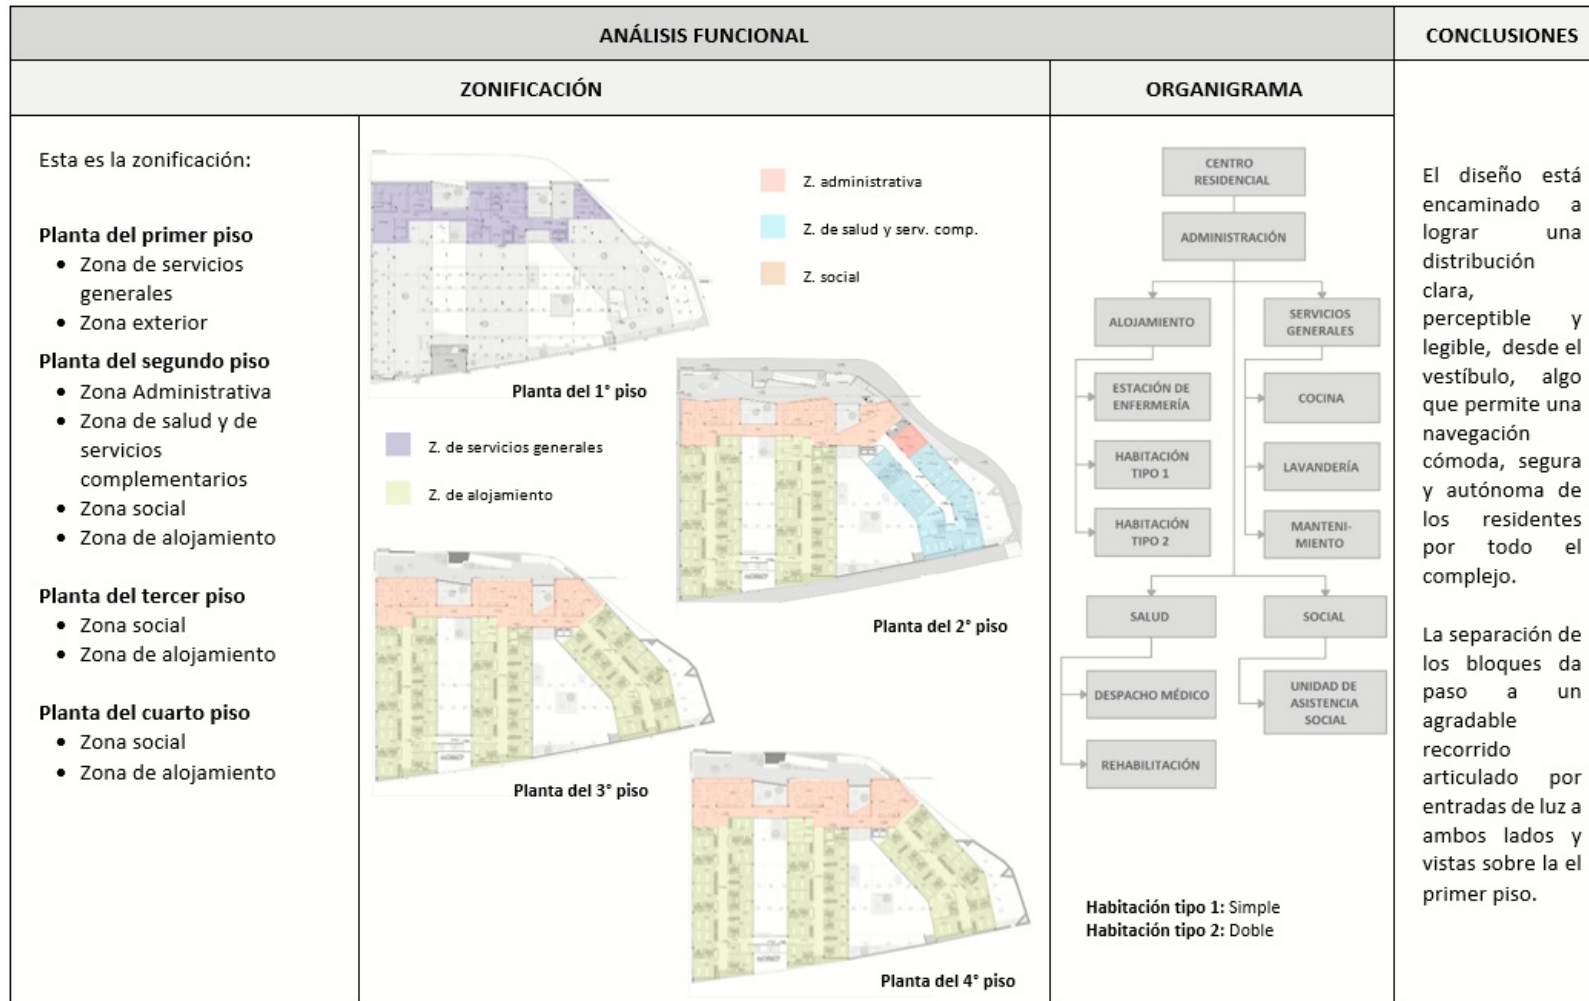 ANÁLISIS FUNCIONAL
CONCLUSIONES
ZONIFICACIÓN
ORGANIGRAMA
Esta es la zonificación:
Planta del primer piso
• Zona de servicios
generales
• Zona exterior
Planta del segundo piso
• Zona Administrativa
• Zona de salud y de
servicios
complementarios
• Zona social
• Zona de alojamiento
Planta del tercer piso
• Zona social
• Zona de alojamiento
Planta del cuarto piso
• Zona social
• Zona de alojamiento
Z. administrativa
Z. de salud y serv. comp.
Z. social
Planta del 1° piso
Z. de servicios generales
Z. de alojamiento
Planta del 2° piso
Planta del 3° piso
Planta del 4° piso
CENTRO
RESIDENCIAL
ADMINISTRACIÓN
ALOJAMIENTO
SERVICIOS
GENERALES
ESTACIÓN DE
ENFERMERÍA
COCINA
HABITACIÓN
TIPO 1
LAVANDERÍA
HABITACIÓN
TIPO 2
MANTENI-
MIENTO
SALUD
SOCIAL
DESPACHO MÉDICO
UNIDAD DE
ASISTENCIA
SOCIAL
REHABILITACIÓN
Habitación tipo 1: Simple
Habitación tipo 2: Doble
El diseño está
encaminado a
lograr una
distribución
clara,
perceptible y
legible, desde el
vestíbulo, algo
que permite una
navegación
cómoda, segura
y autónoma de
los residentes
por todo el
complejo.
La separación de
los bloques da
paso a un
agradable
recorrido
articulado por
entradas de luz a
ambos lados y
vistas sobre la el
primer piso.